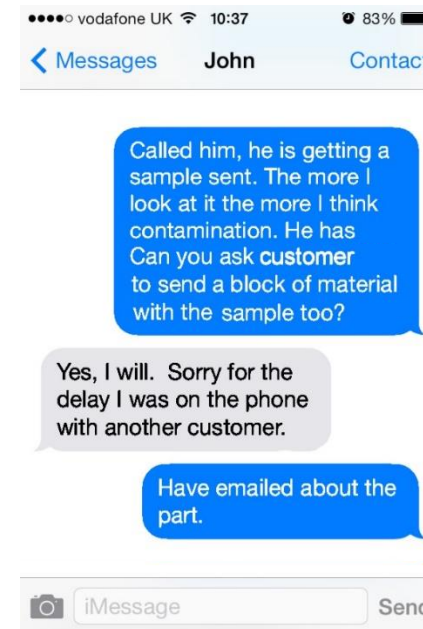 vodafone UK 10:37 83%
Messages John Contac
Called him, he is getting a
sample sent. The more I
look at it the more I think
contamination. He has
Can you ask customer
to send a block of material
with the sample too?
Yes, I will. Sorry for the
delay I was on the phone
with another customer.
Have emailed about the
part.
iMessage Send